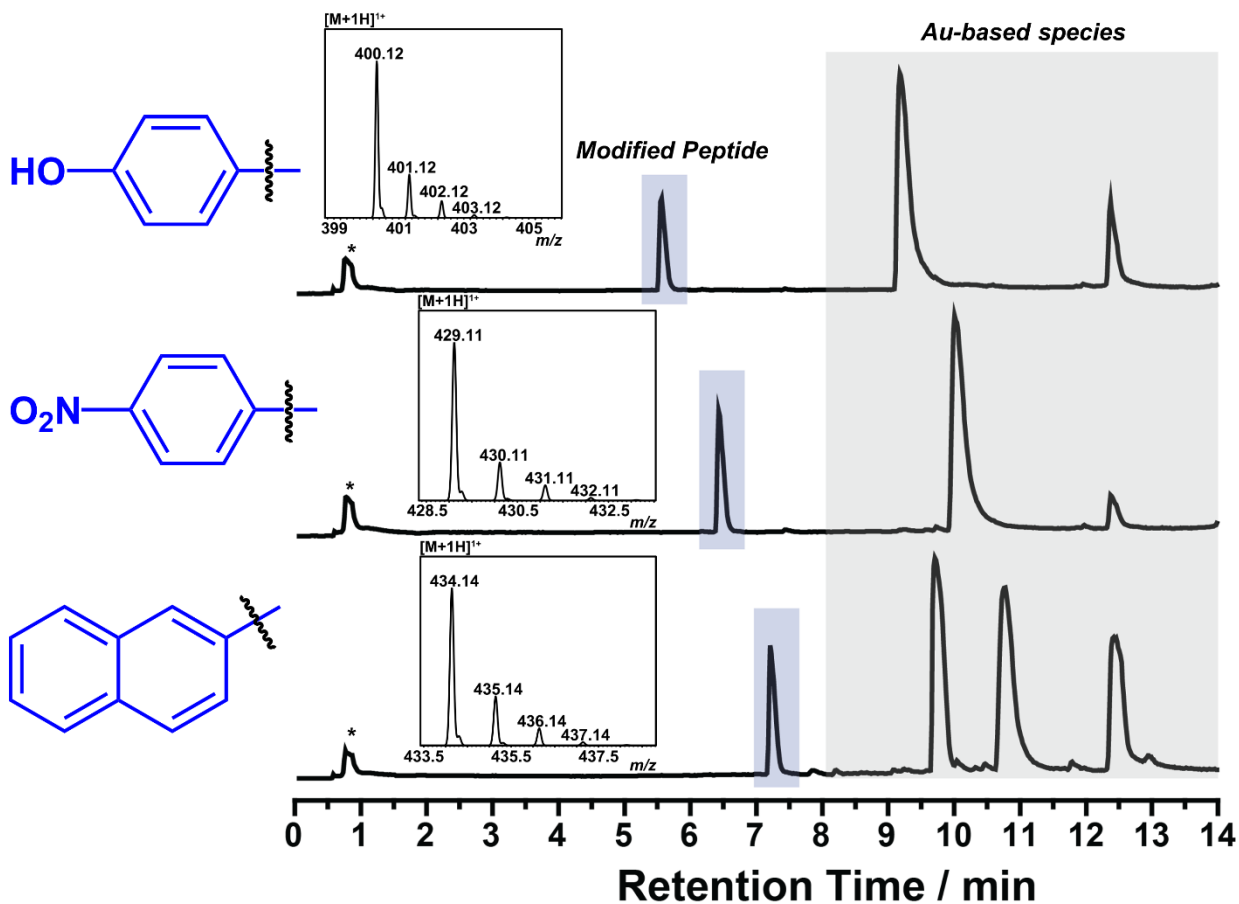 Au-based species
[M+1H]¹⁺
400.12
401.12
402.12
403.12
399 401 403 405
m/z
Modified Peptide
HO
*
[M+1H]¹⁺
429.11
430.11
431.11
432.11
428.5 430.5 432.5
m/z
O₂N
*
[M+1H]¹⁺
434.14
435.14
436.14
437.14
433.5 435.5 437.5
m/z
*
0 1 2 3 4 5 6 7 8 9 10 11 12 13 14
Retention Time / min